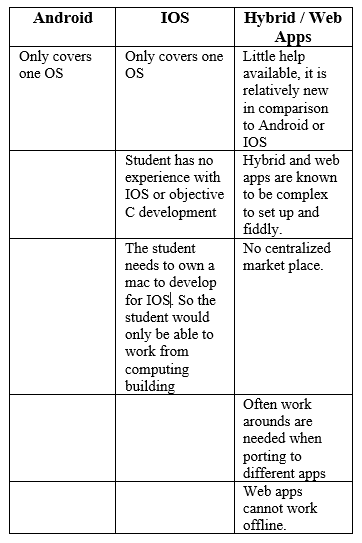 Android
IOS
Hybrid / Web
Apps
Only covers
one OS
Only covers one
OS
Little help
available, it is
relatively new
in comparison
to Android or
IOS
Student has no
experience with
IOS or objective
C development
Hybrid and web
apps are known
to be complex
to set up and
fiddly.
The student
needs to own a
mac to develop
for IOS. So the
student would
only be able to
work from
computing
building
No centralized
market place.
Often work
arounds are
needed when
porting to
different apps
Web apps
cannot work
offline.